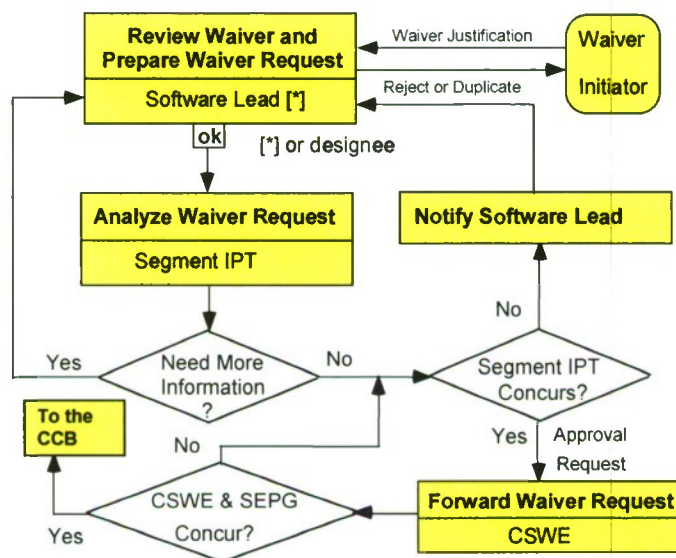 Review Waiver and
Prepare Waiver Request
Software Lead [*]
Waiver Justification
Waiver
Initiator
Reject or Duplicate
ok
[*] or designee
Analyze Waiver Request
Segment IPT
Notify Software Lead
No
Yes
Need More
Information
?
No
Segment IPT
Concurs?
To the
CCB
No
Yes
Approval
Request
CSWE & SEPG
Concur?
Yes
Forward Waiver Request
CSWE